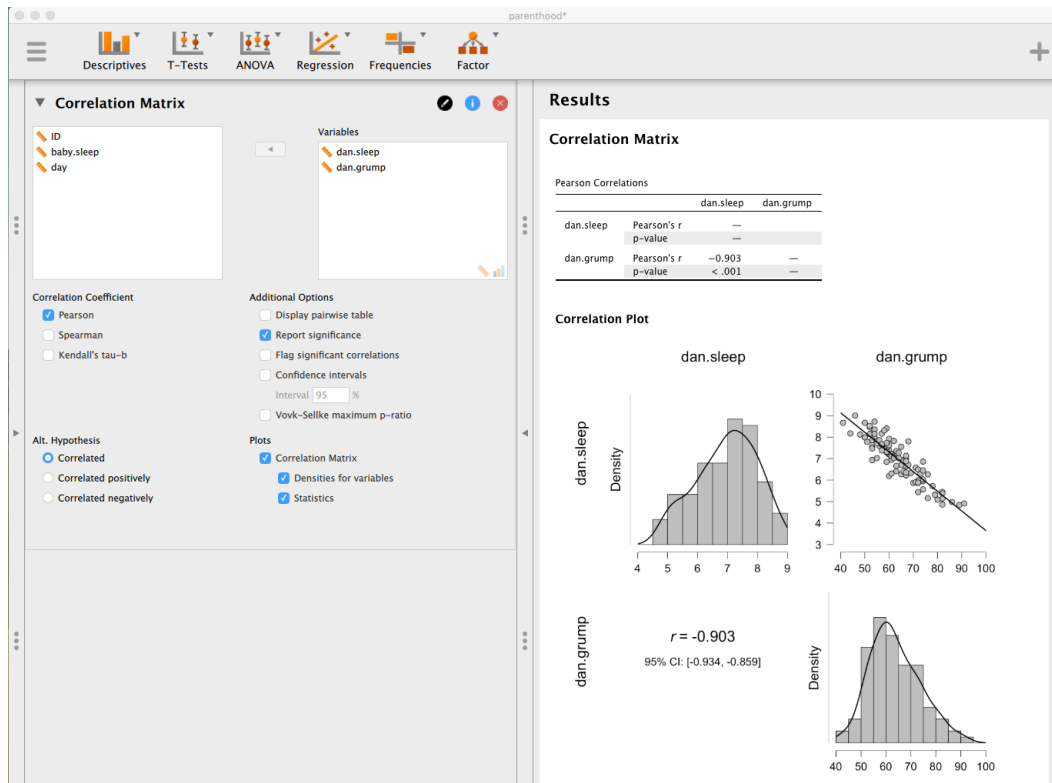 parenthood*
Descriptives T-Tests ANOVA Regression Frequencies Factor
Correlation Matrix
ID
baby.sleep
day
Variables
dan.sleep
dan.grump
Correlation Coefficient
Pearson
Spearman
Kendall's tau-b
Additional Options
Display pairwise table
Report significance
Flag significant correlations
Confidence intervals
Interval 95 %
Vovk-Sellke maximum p-ratio
Alt. Hypothesis
Correlated
Correlated positively
Correlated negatively
Plots
Correlation Matrix
Densities for variables
Statistics
Results
Correlation Matrix
Pearson Correlations
dan.sleep dan.grump
dan.sleep Pearson's r —
p-value —
dan.grump Pearson's r −0.903 —
p-value < .001 —
Correlation Plot
dan.sleep dan.grump
dan.sleep
Density
4 5 6 7 8 9
10
9
8
7
6
5
4
3
40 50 60 70 80 90 100
dan.grump
r = -0.903
95% CI: [-0.934, -0.859]
Density
40 50 60 70 80 90 100